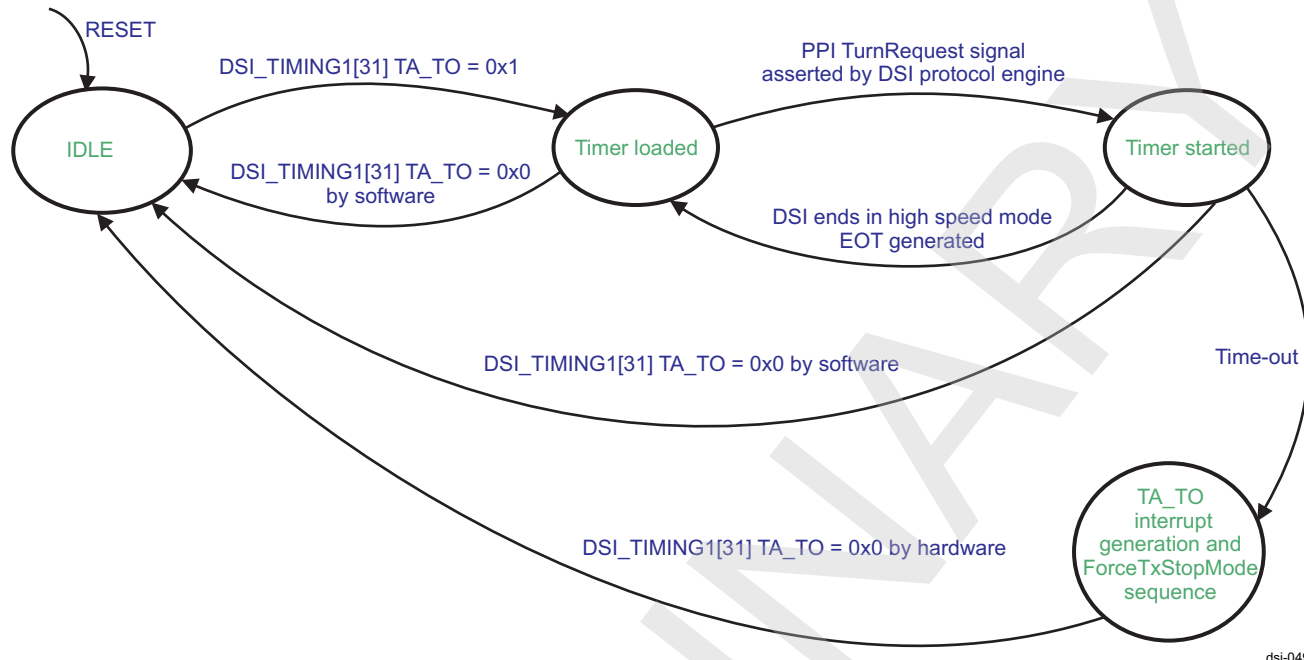 RESET
DSI_TIMING1[31] TA_TO = 0x1
PPI TurnRequest signal
asserted by DSI protocol engine
IDLE
Timer loaded
Timer started
DSI_TIMING1[31] TA_TO = 0x0
by software
DSI ends in high speed mode
EOT generated
DSI_TIMING1[31] TA_TO = 0x0 by software
Time-out
TA_TO
interrupt
generation and
ForceTxStopMode
sequence
DSI_TIMING1[31] TA_TO = 0x0 by hardware